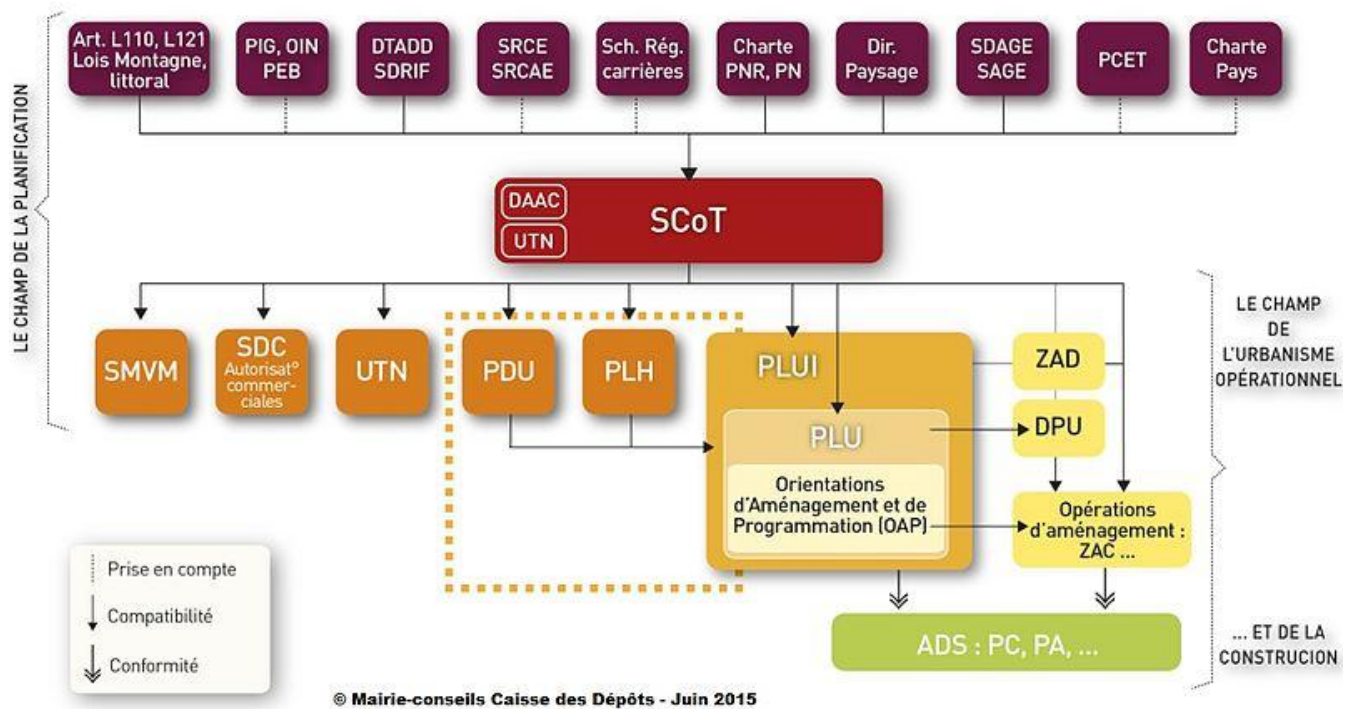 LE CHAMP DE LA PLANIFICATION
Art. L110, L121
Lois Montagne,
littoral
PIG, OIN
PEB
DTADD
SDRIF
SRCE
SRCAE
Sch. Rég.
carrières
Charte
PNR, PN
Dir.
Paysage
SDAGE
SAGE
PCET
Charte
Pays
DAAC
UTN
SCoT
SMVM
SDC
Autorisat°
commer-
ciales
UTN
PDU
PLH
PLUI
PLU
Orientations
d'Aménagement et de
Programmation (OAP)
ZAD
DPU
Opérations
d'aménagement :
ZAC ...
LE CHAMP
DE
L'URBANISME
OPÉRATIONNEL
ADS : PC, PA, ...
... ET DE LA
CONSTRUCION
Prise en compte
Compatibilité
Conformité
© Mairie-conseils Caisse des Dépôts - Juin 2015